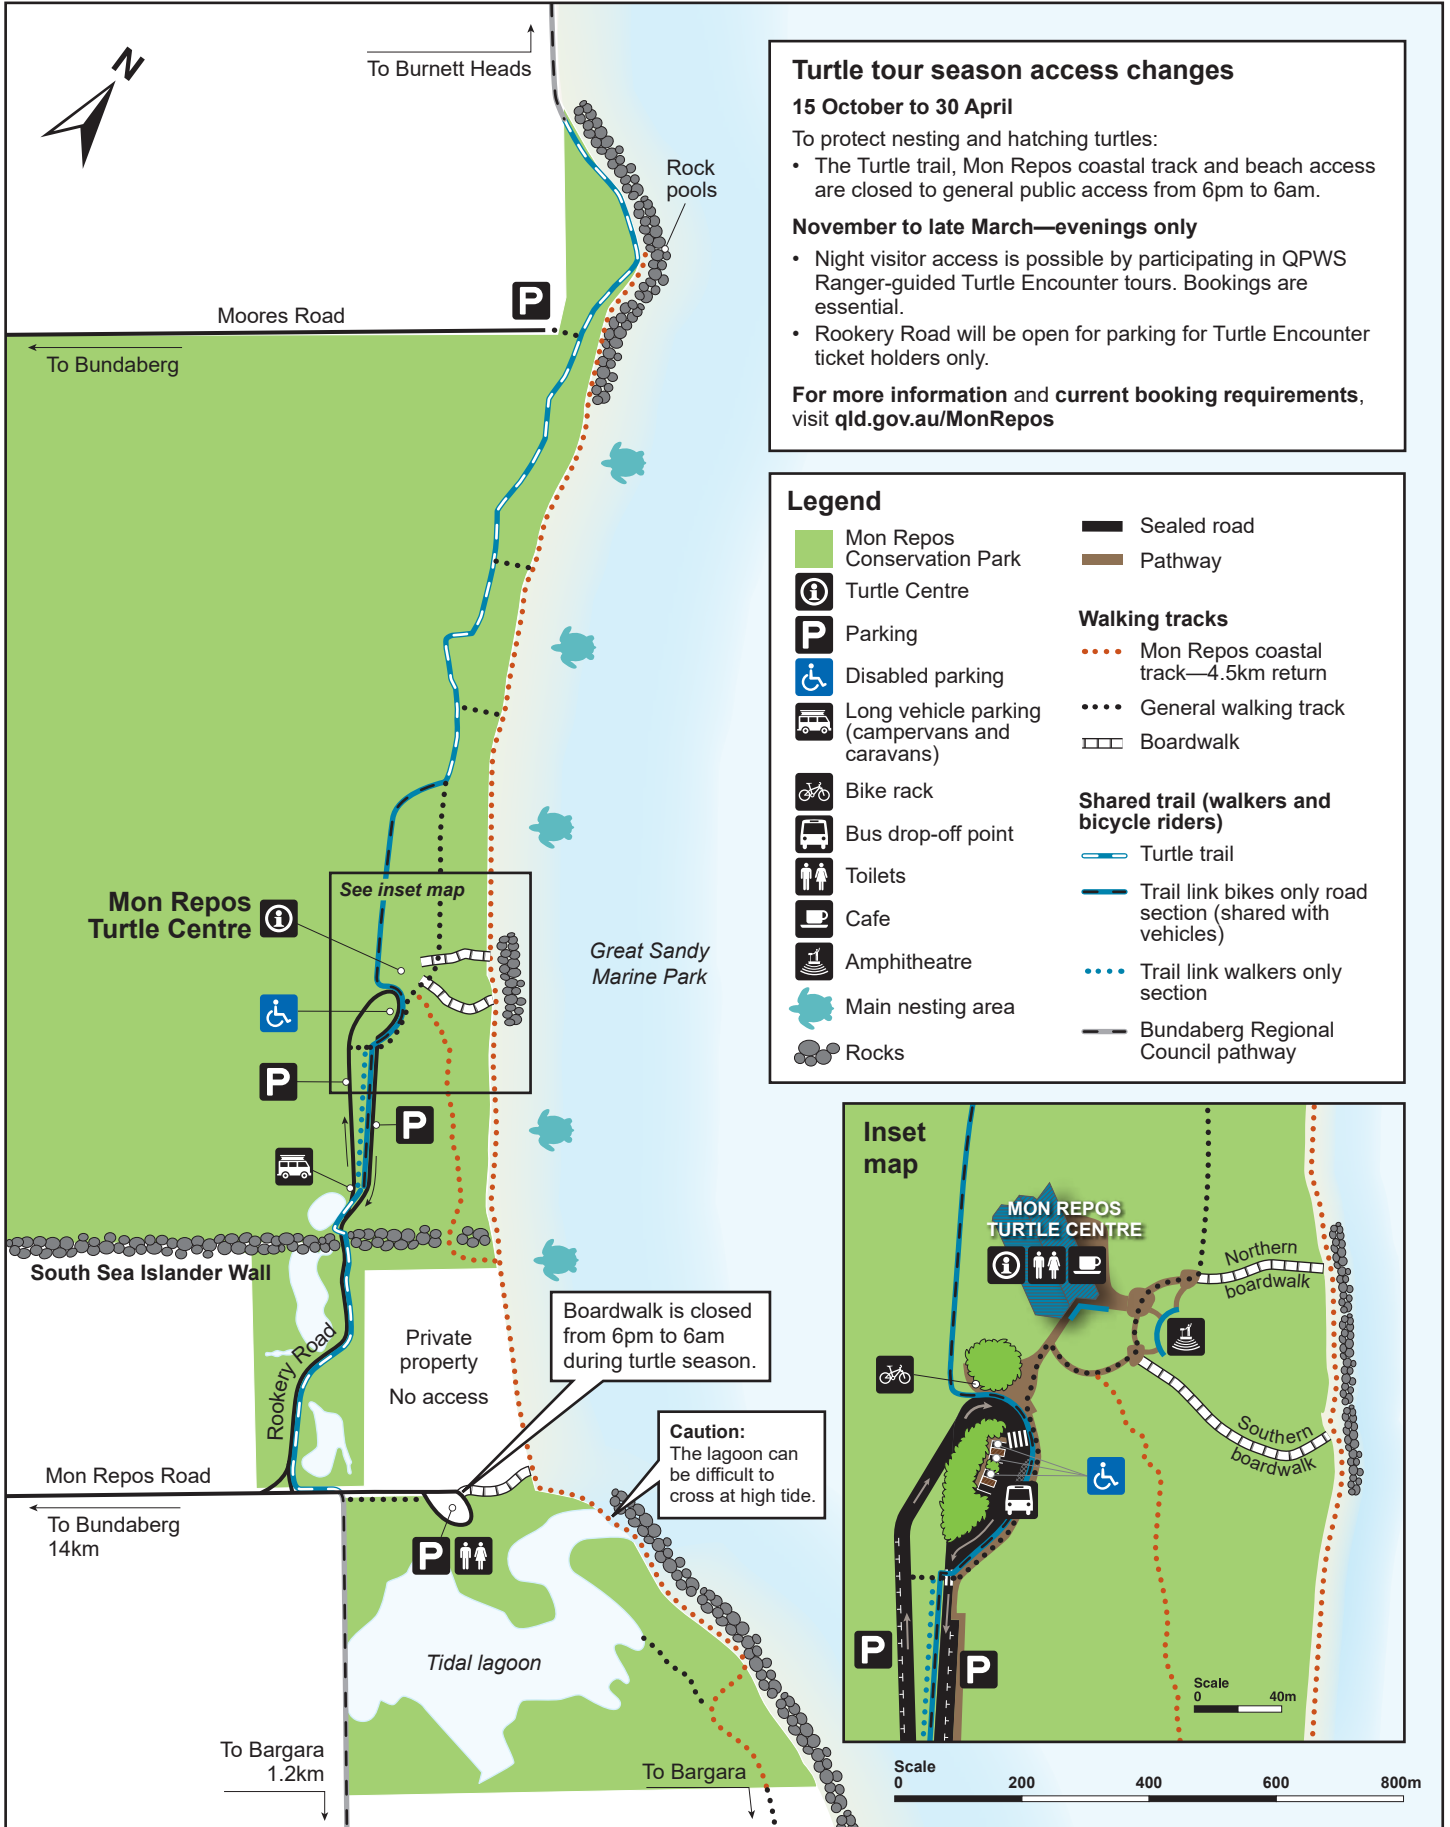 N
To Burnett Heads
Rock
pools
P
Moores Road
To Bundaberg
Turtle tour season access changes
15 October to 30 April
To protect nesting and hatching turtles:
• The Turtle trail, Mon Repos coastal track and beach access
are closed to general public access from 6pm to 6am.
November to late March—evenings only
• Night visitor access is possible by participating in QPWS
Ranger-guided Turtle Encounter tours. Bookings are
essential.
• Rookery Road will be open for parking for Turtle Encounter
ticket holders only.
For more information and current booking requirements,
visit qld.gov.au/MonRepos
Legend
Mon Repos
Conservation Park
Turtle Centre
P
Parking
Disabled parking
Long vehicle parking
(campervans and
caravans)
Bike rack
Bus drop-off point
Toilets
Cafe
Amphitheatre
Main nesting area
Rocks
Sealed road
Pathway
Walking tracks
Mon Repos coastal
track—4.5km return
General walking track
Boardwalk
Shared trail (walkers and
bicycle riders)
Turtle trail
Trail link bikes only road
section (shared with
vehicles)
Trail link walkers only
section
Bundaberg Regional
Council pathway
See inset map
Mon Repos
Turtle Centre
Great Sandy
Marine Park
P
P
South Sea Islander Wall
Rookery Road
Private
property
No access
Boardwalk is closed
from 6pm to 6am
during turtle season.
Caution:
The lagoon can
be difficult to
cross at high tide.
Mon Repos Road
To Bundaberg
14km
P
Tidal lagoon
To Bargara
1.2km
To Bargara
Inset
map
MON REPOS
TURTLE CENTRE
Northern
boardwalk
Southern
boardwalk
P
P
Scale
0 40m
Scale
0 200 400 600 800m